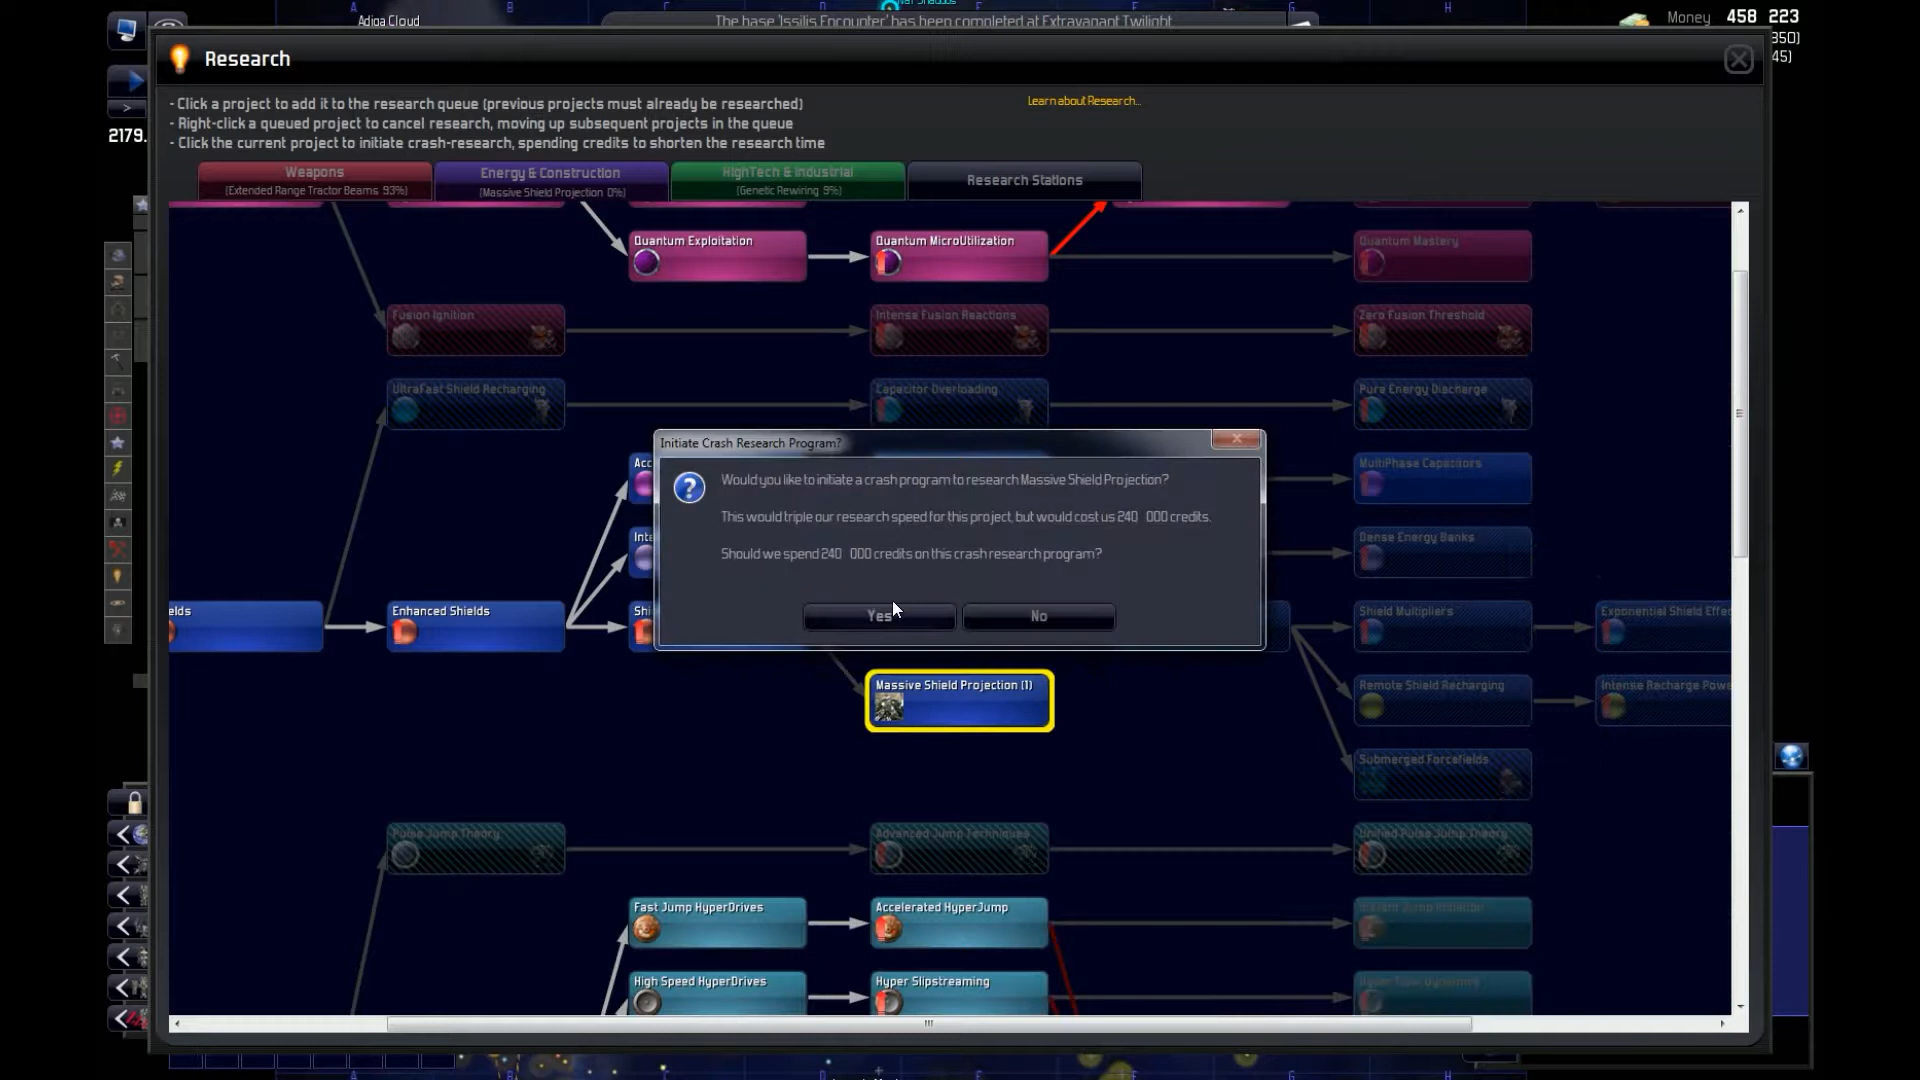 A B C D E F G H
Adiga Cloud
The base 'Issilis Encounter' has been completed at Extravagant Twilight
Money 458 223
350)
45)
Research
- Click a project to add it to the research queue (previous projects must already be researched)
- Right-click a queued project to cancel research, moving up subsequent projects in the queue
- Click the current project to initiate crash-research, spending credits to shorten the research time
Learn about Research...
2179.
Weapons
(Extended Range Tractor Beams 93%)
Energy & Construction
(Massive Shield Projection 0%)
HighTech & Industrial
(Genetic Rewiring 9%)
Research Stations
Quantum Exploitation
Quantum MicroUtilization
Quantum Mastery
Fusion Ignition
Intense Fusion Reactions
Zero Fusion Threshold
UltraFast Shield Recharging
Capacitor Overloading
Pure Energy Discharge
Initiate Crash Research Program?
Would you like to initiate a crash program to research Massive Shield Projection?
This would triple our research speed for this project, but would cost us 240 000 credits.
Should we spend 240 000 credits on this crash research program?
Yes
No
Acc
MultiPhase Capacitors
Inte
Dense Energy Banks
elds
Enhanced Shields
Shi
Shield Multipliers
Exponential Shield Effe
Massive Shield Projection (1)
Remote Shield Recharging
Intense Recharge Powe
Submerged Forcefields
Pulse Jump Theory
Advanced Jump Techniques
Unified Pulse Jump Theory
Fast Jump HyperDrives
Accelerated HyperJump
High Speed HyperDrives
Hyper Slipstreaming
A B C D E F G H